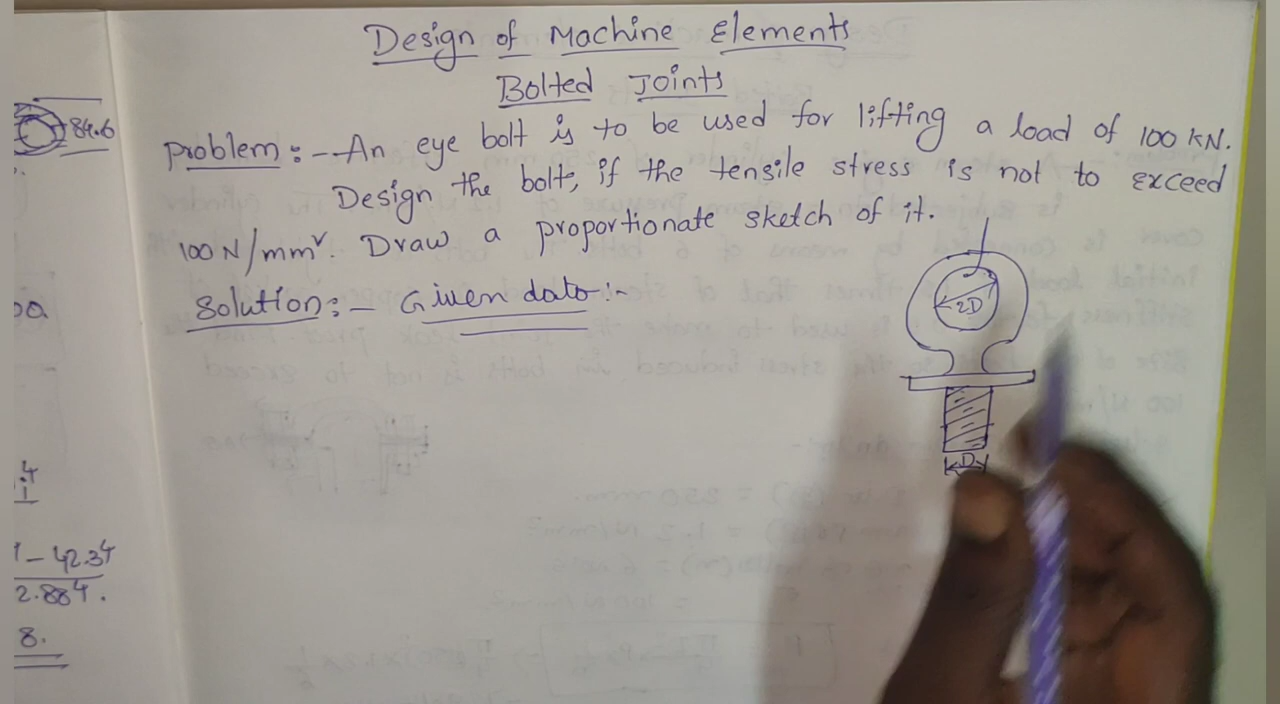 Design of Machine Elements
Bolted Joints
Problem:- An eye bolt is to be used for lifting a load of 100 KN.
Design the bolt, if the tensile stress is not to exceed
100 N/mm². Draw a proportionate sketch of it.
Solution:- Given data:-
2D
D
84.6
1 - 42.34
2.884.
8.